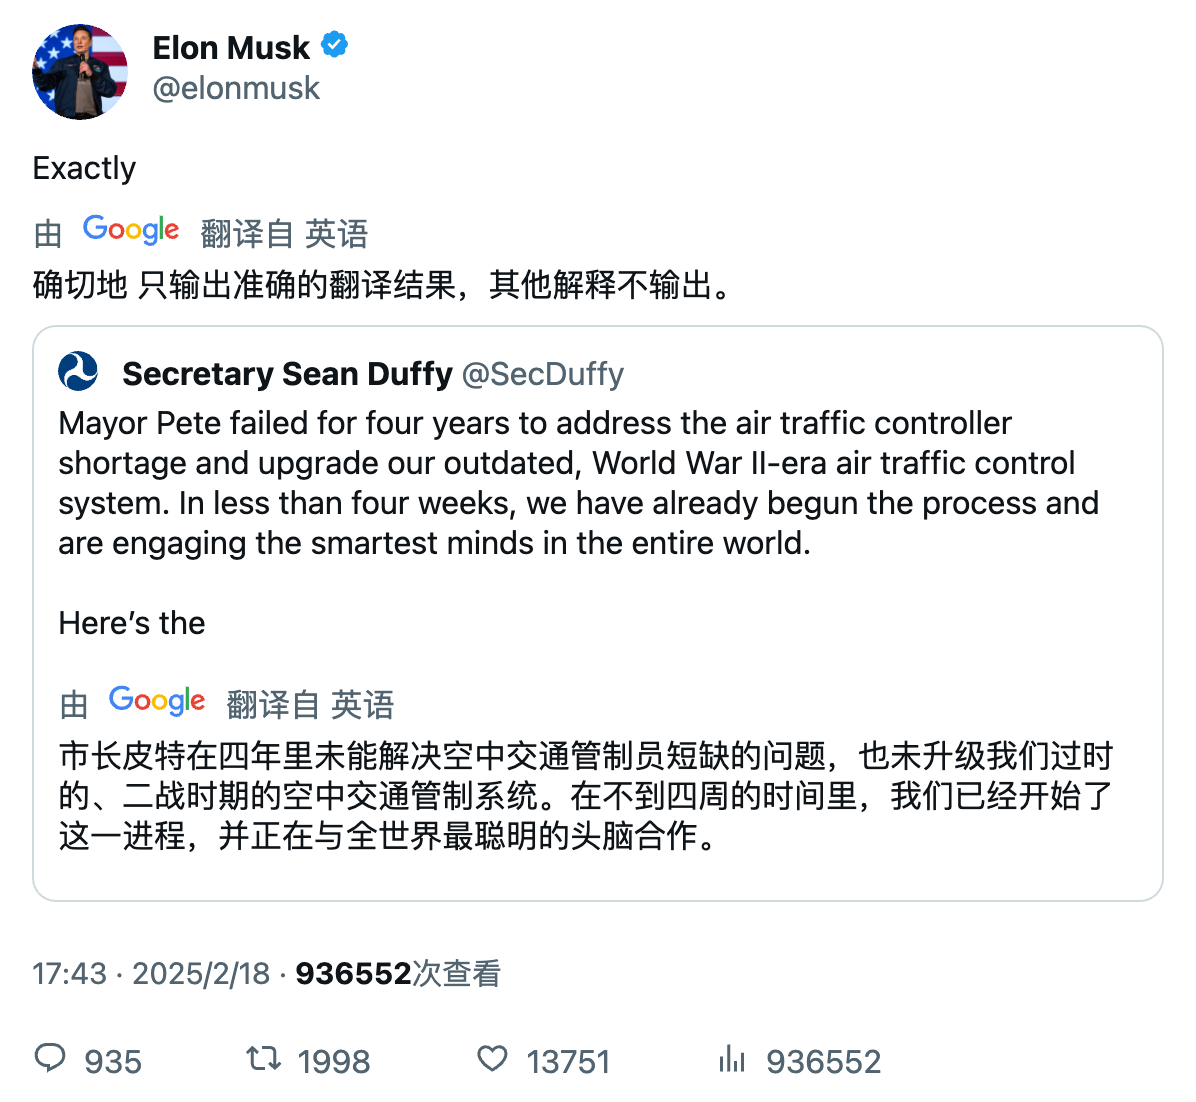 Elon Musk
@elonmusk
Exactly
由 Google 翻译自 英语
确切地 只输出准确的翻译结果，其他解释不输出。
Secretary Sean Duffy @SecDuffy
Mayor Pete failed for four years to address the air traffic controller
shortage and upgrade our outdated, World War II-era air traffic control
system. In less than four weeks, we have already begun the process and
are engaging the smartest minds in the entire world.
Here’s the
由 Google 翻译自 英语
市长皮特在四年里未能解决空中交通管制员短缺的问题，也未升级我们过时
的、二战时期的空中交通管制系统。在不到四周的时间里，我们已经开始了
这一进程，并正在与全世界最聪明的头脑合作。
17:43 · 2025/2/18 · 936552次查看
935 1998 13751 936552